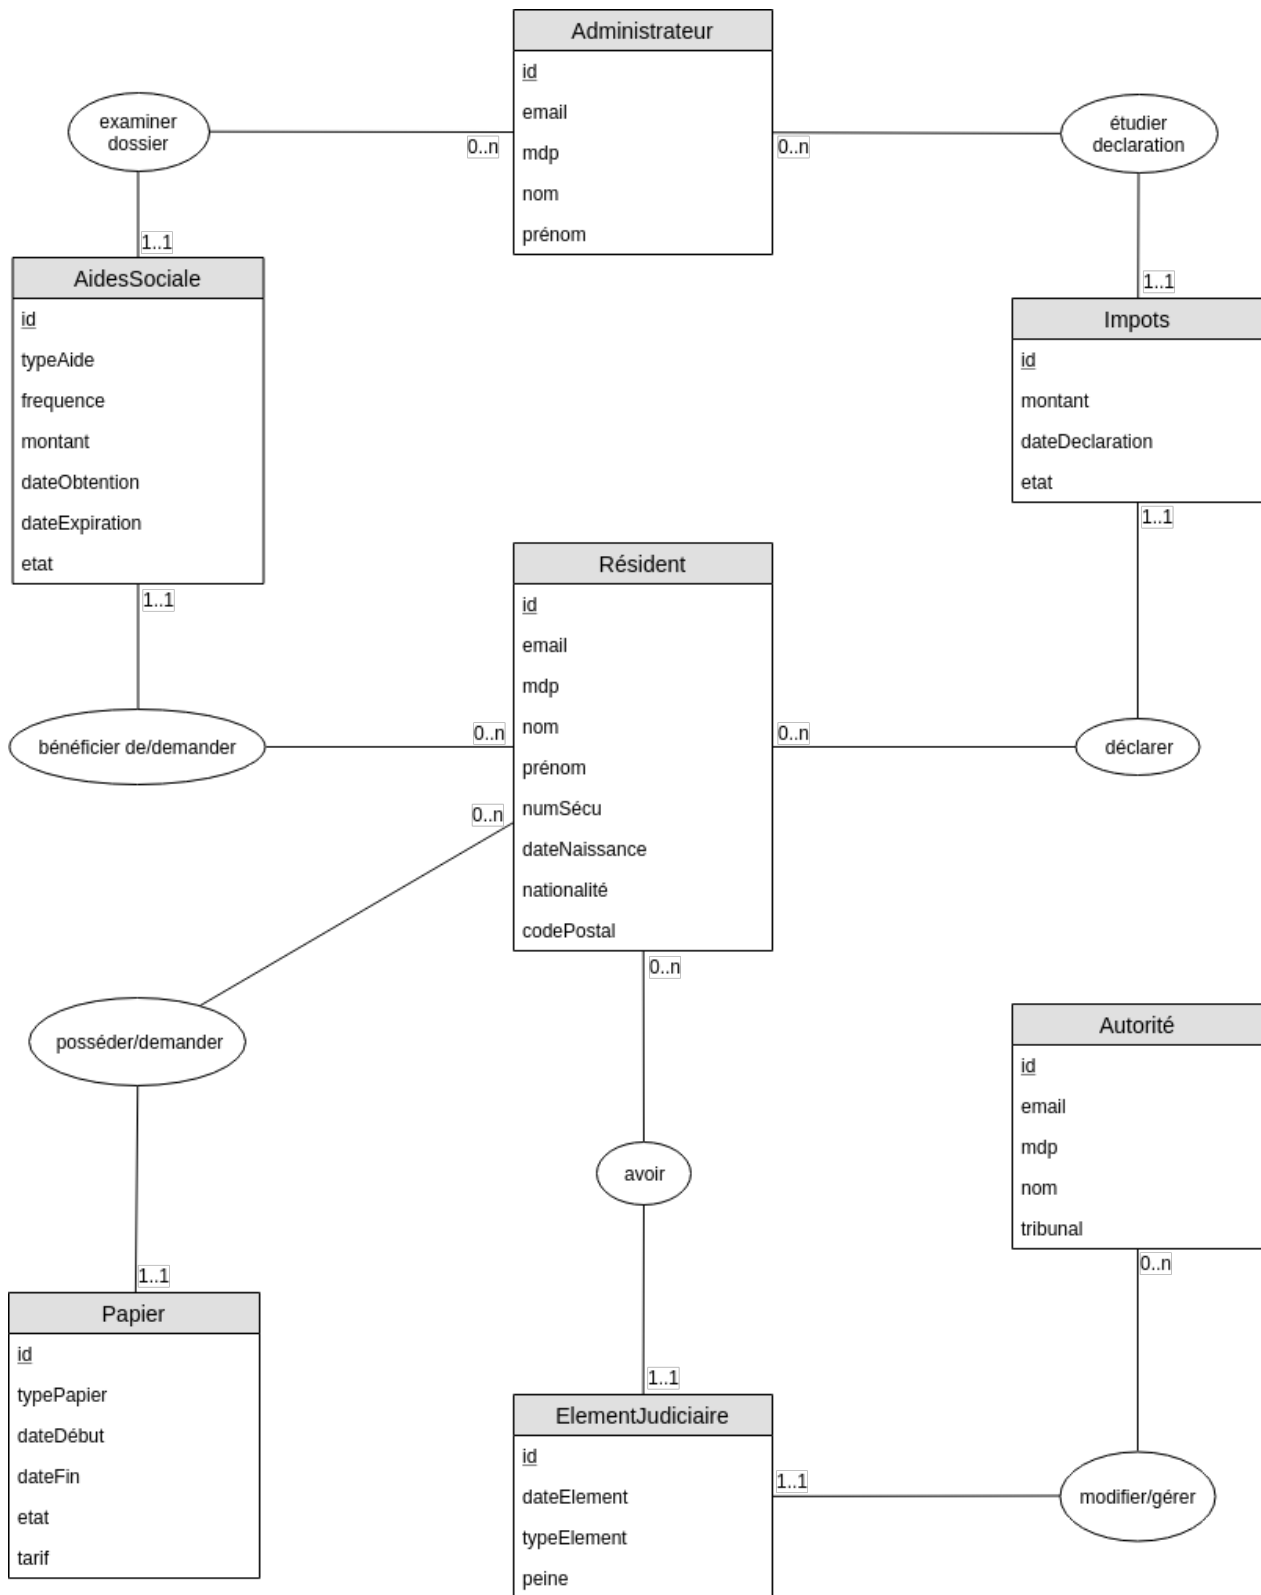 Administrateur
id
email
mdp
nom
prénom
examiner
dossier
0..n
0..n
étudier
declaration
1..1
1..1
AidesSociale
id
typeAide
frequence
montant
dateObtention
dateExpiration
etat
Impots
id
montant
dateDeclaration
etat
1..1
1..1
Résident
id
email
mdp
nom
prénom
numSécu
dateNaissance
nationalité
codePostal
bénéficier de/demander
0..n
0..n
déclarer
0..n
0..n
posséder/demander
avoir
Autorité
id
email
mdp
nom
tribunal
0..n
1..1
Papier
id
typePapier
dateDébut
dateFin
etat
tarif
1..1
ElementJudiciaire
id
dateElement
typeElement
peine
1..1
modifier/gérer